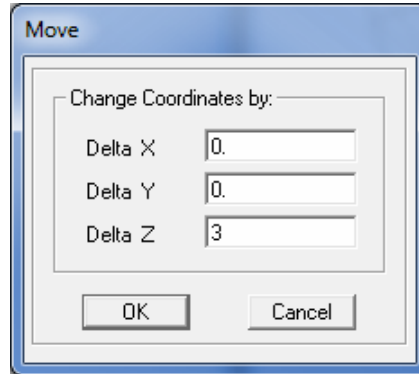 Move
Change Coordinates by:
Delta X 0.
Delta Y 0.
Delta Z 3
OK Cancel